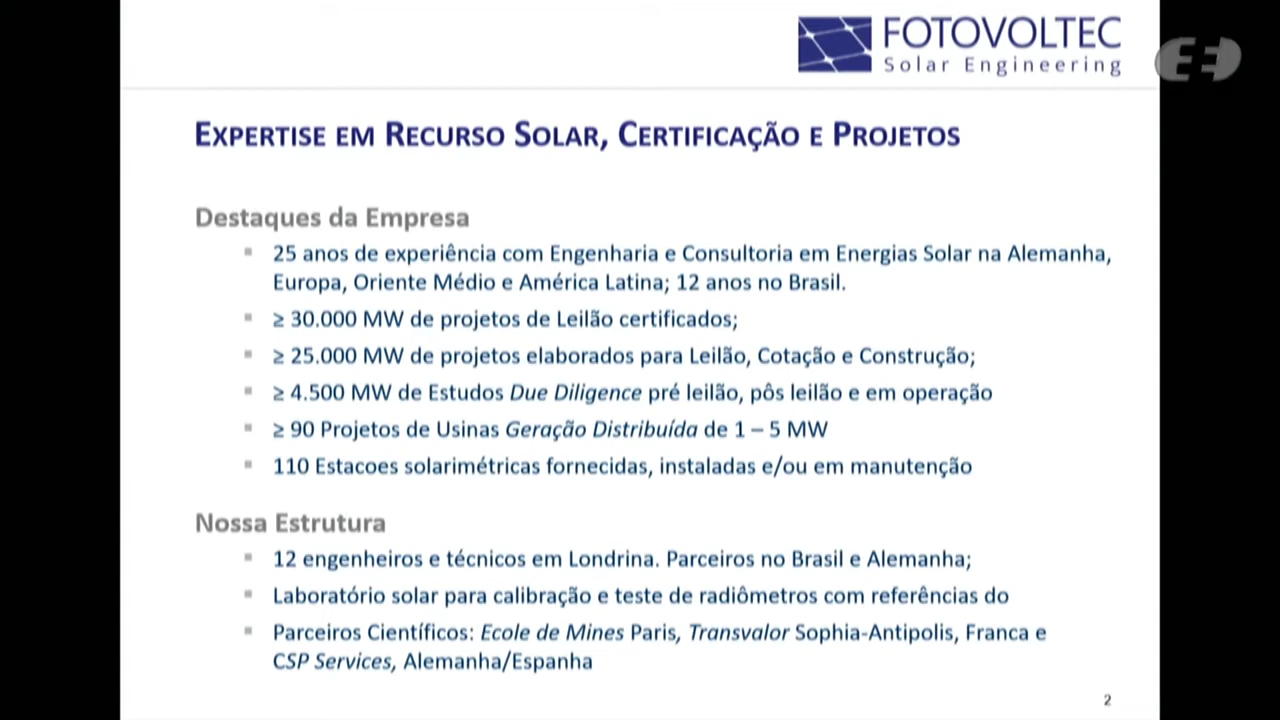 FOTOVOLTEC
Solar Engineering
EXPERTISE EM RECURSO SOLAR, CERTIFICAÇÃO E PROJETOS
Destaques da Empresa
25 anos de experiência com Engenharia e Consultoria em Energias Solar na Alemanha,
Europa, Oriente Médio e América Latina; 12 anos no Brasil.
≥ 30.000 MW de projetos de Leilão certificados;
≥ 25.000 MW de projetos elaborados para Leilão, Cotação e Construção;
≥ 4.500 MW de Estudos Due Diligence pré leilão, pôs leilão e em operação
≥ 90 Projetos de Usinas Geração Distribuída de 1 – 5 MW
110 Estacoes solarimétricas fornecidas, instaladas e/ou em manutenção
Nossa Estrutura
12 engenheiros e técnicos em Londrina. Parceiros no Brasil e Alemanha;
Laboratório solar para calibração e teste de radiômetros com referências do
Parceiros Científicos: Ecole de Mines Paris, Transvalor Sophia-Antipolis, Franca e
CSP Services, Alemanha/Espanha
2